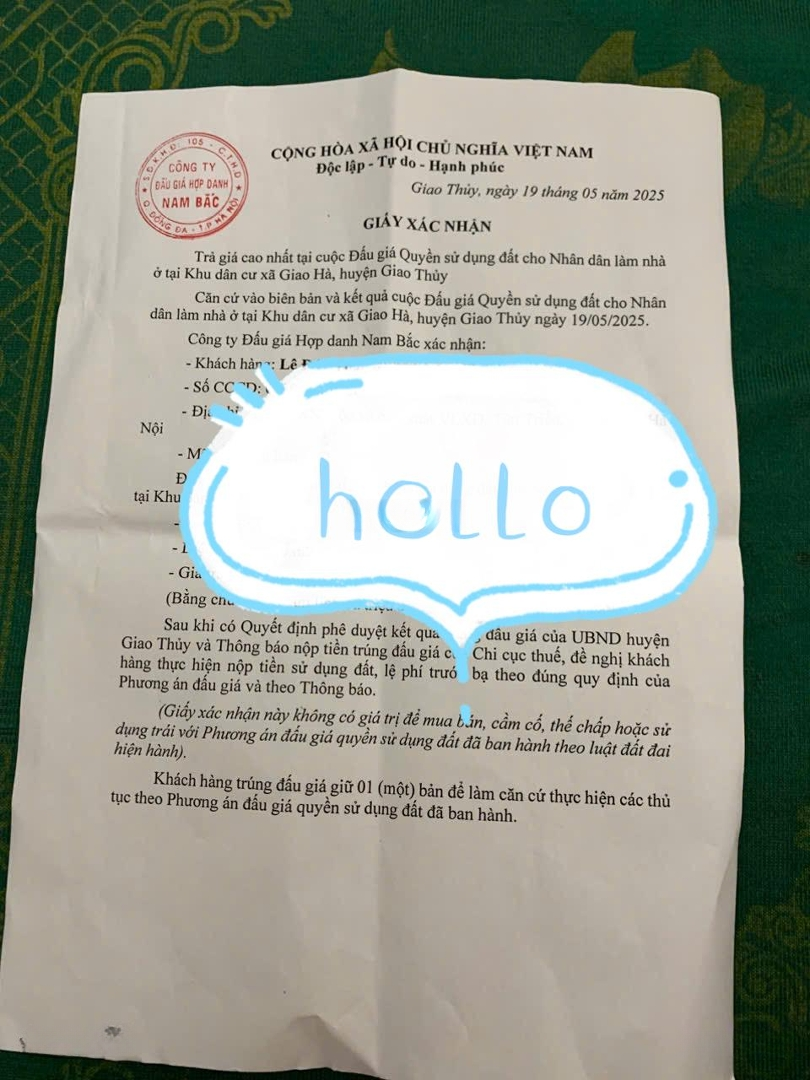 S.Đ.K.H.Đ: 105 - C.T.H.D
CÔNG TY
ĐẤU GIÁ HỢP DANH
NAM BẮC
Q. ĐỐNG ĐA - T.P HÀ NỘI
CỘNG HÒA XÃ HỘI CHỦ NGHĨA VIỆT NAM
Độc lập - Tự do - Hạnh phúc
Giao Thủy, ngày 19 tháng 05 năm 2025
GIẤY XÁC NHẬN
Trả giá cao nhất tại cuộc Đấu giá Quyền sử dụng đất cho Nhân dân làm nhà
ở tại Khu dân cư xã Giao Hà, huyện Giao Thủy
Căn cứ vào biên bản và kết quả cuộc Đấu giá Quyền sử dụng đất cho Nhân
dân làm nhà ở tại Khu dân cư xã Giao Hà, huyện Giao Thủy ngày 19/05/2025.
Công ty Đấu giá Hợp danh Nam Bắc xác nhận:
- Khách hàng: Lê
- Số CCCD:
- Địa
Nội
tại Khu
hollo
- Giá
(Bằng
Sau khi có Quyết định phê duyệt kết quả đấu giá của UBND huyện
Giao Thủy và Thông báo nộp tiền trúng đấu giá Chi cục thuế, đề nghị khách
hàng thực hiện nộp tiền sử dụng đất, lệ phí trước bạ theo đúng quy định của
Phương án đấu giá và theo Thông báo.
(Giấy xác nhận này không có giá trị để mua bán, cầm cố, thế chấp hoặc sử
dụng trái với Phương án đấu giá quyền sử dụng đất đã ban hành theo luật đất đai
hiện hành).
Khách hàng trúng đấu giá giữ 01 (một) bản để làm căn cứ thực hiện các thủ
tục theo Phương án đấu giá quyền sử dụng đất đã ban hành.